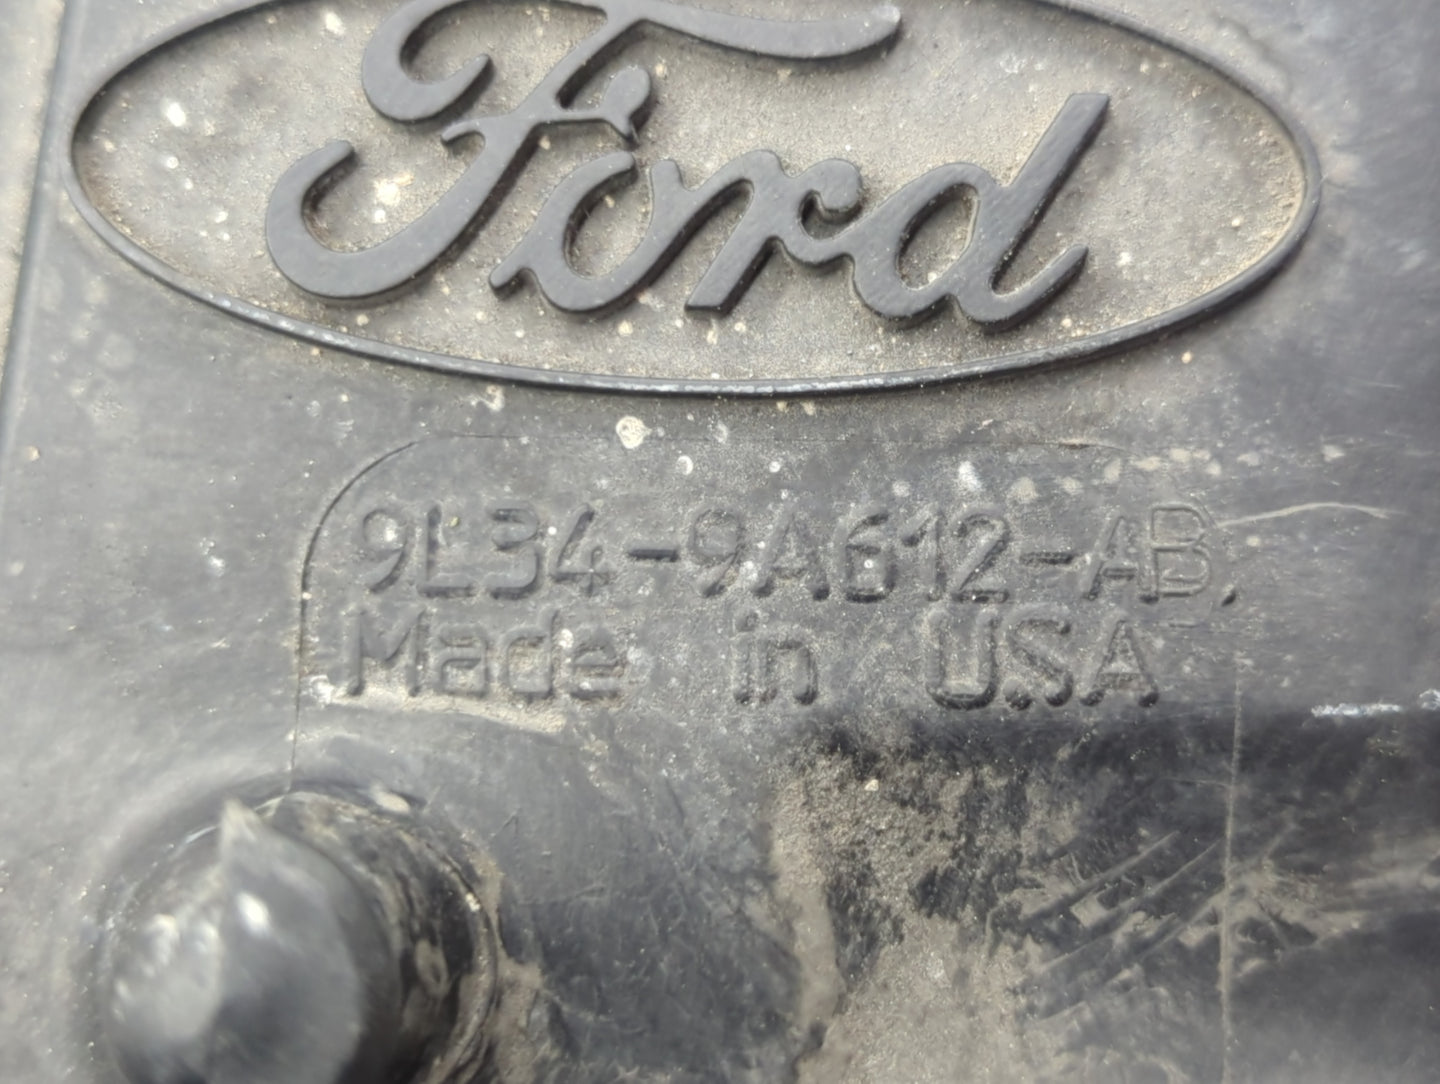 Ford
9L34-9A612-AB.
Made in USA